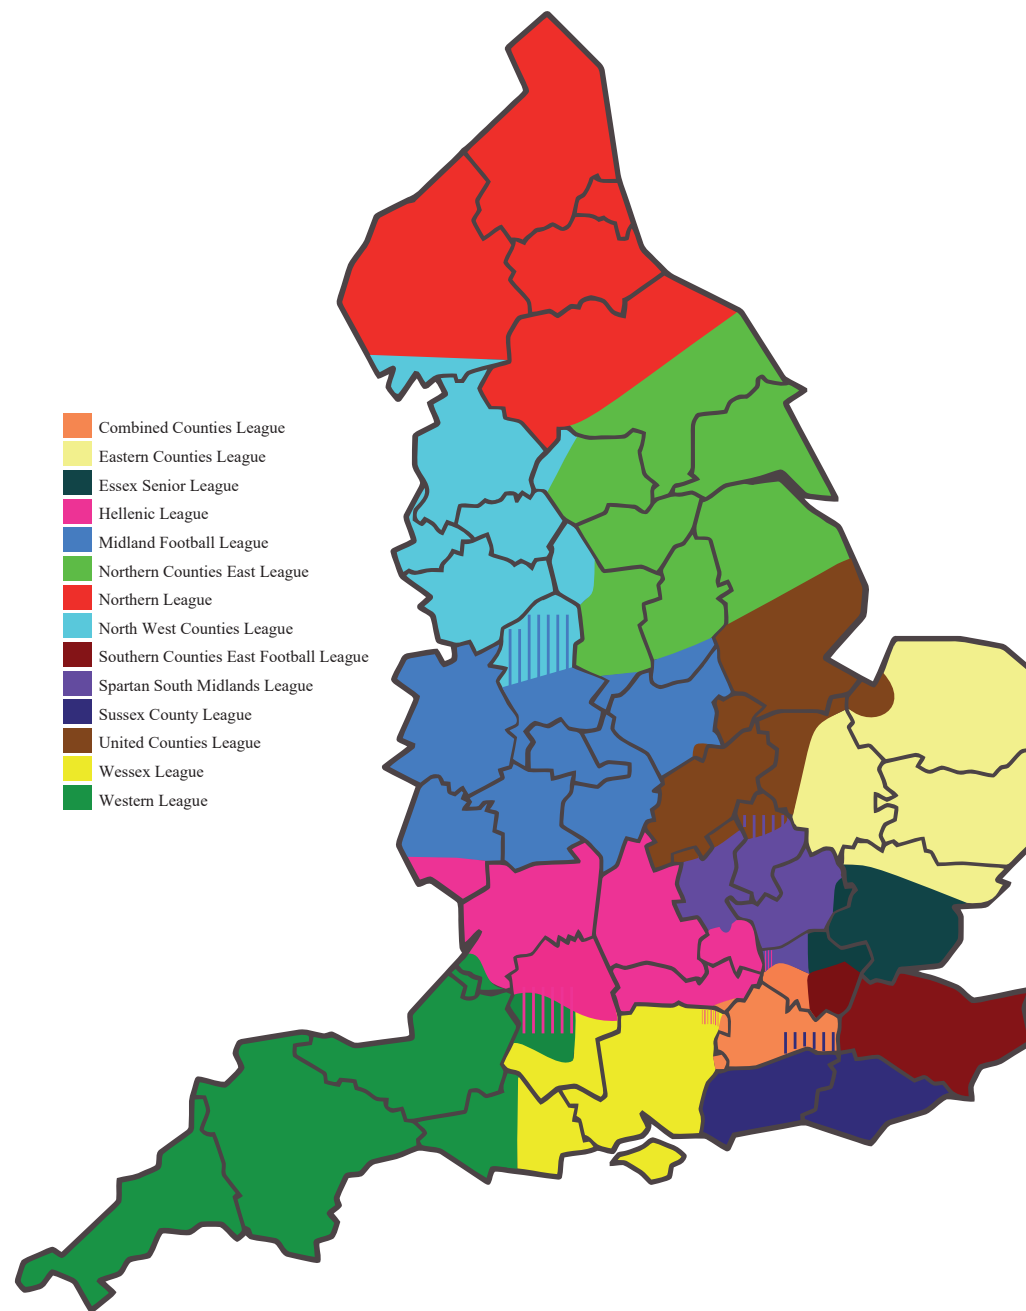 Combined Counties League
Eastern Counties League
Essex Senior League
Hellenic League
Midland Football League
Northern Counties East League
Northern League
North West Counties League
Southern Counties East Football League
Spartan South Midlands League
Sussex County League
United Counties League
Wessex League
Western League